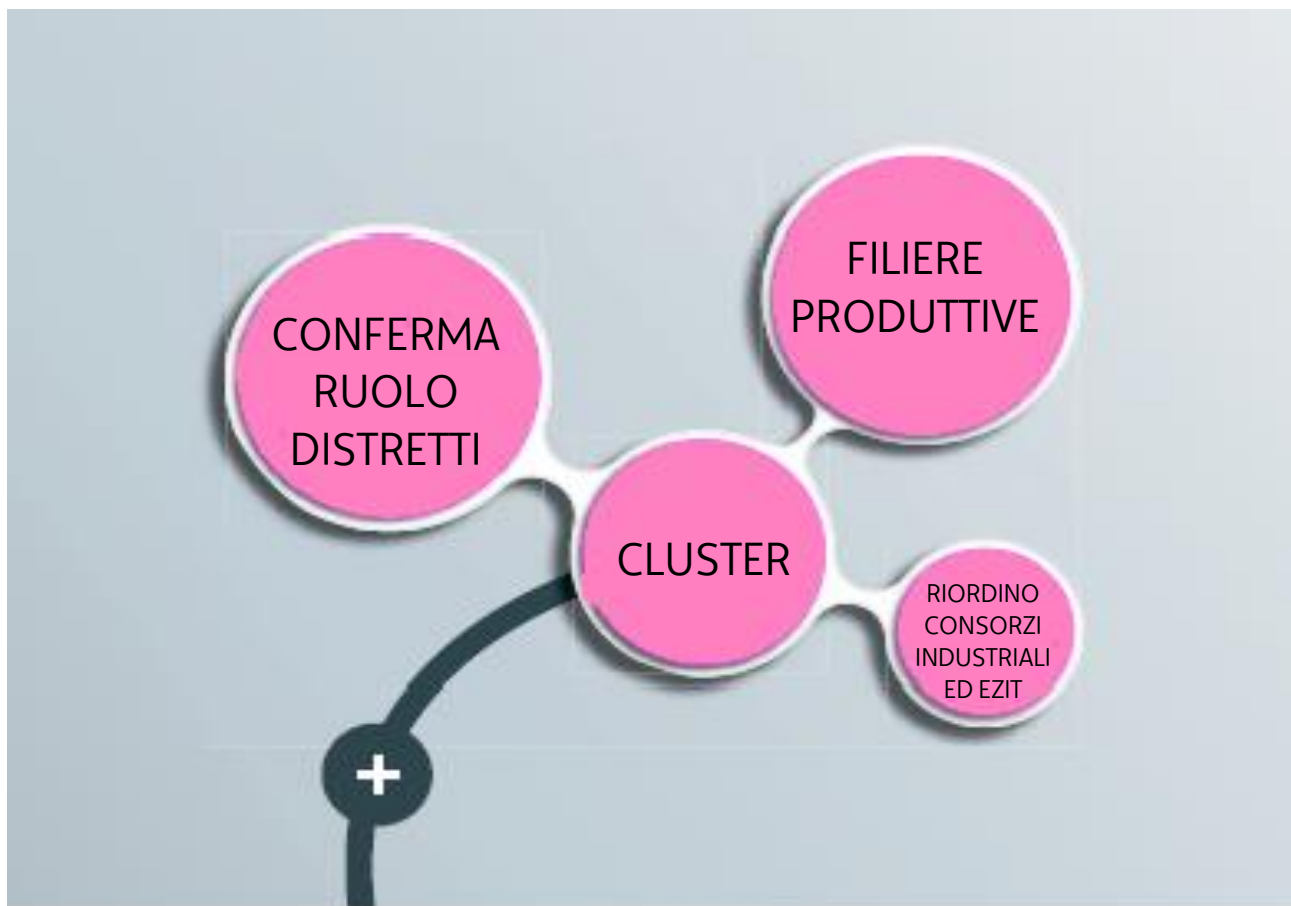 CONFERMA
RUOLO
DISTRETTI
FILIERE
PRODUTTIVE
CLUSTER
RIORDINO
CONSORZI
INDUSTRIALI
ED EZIT
+